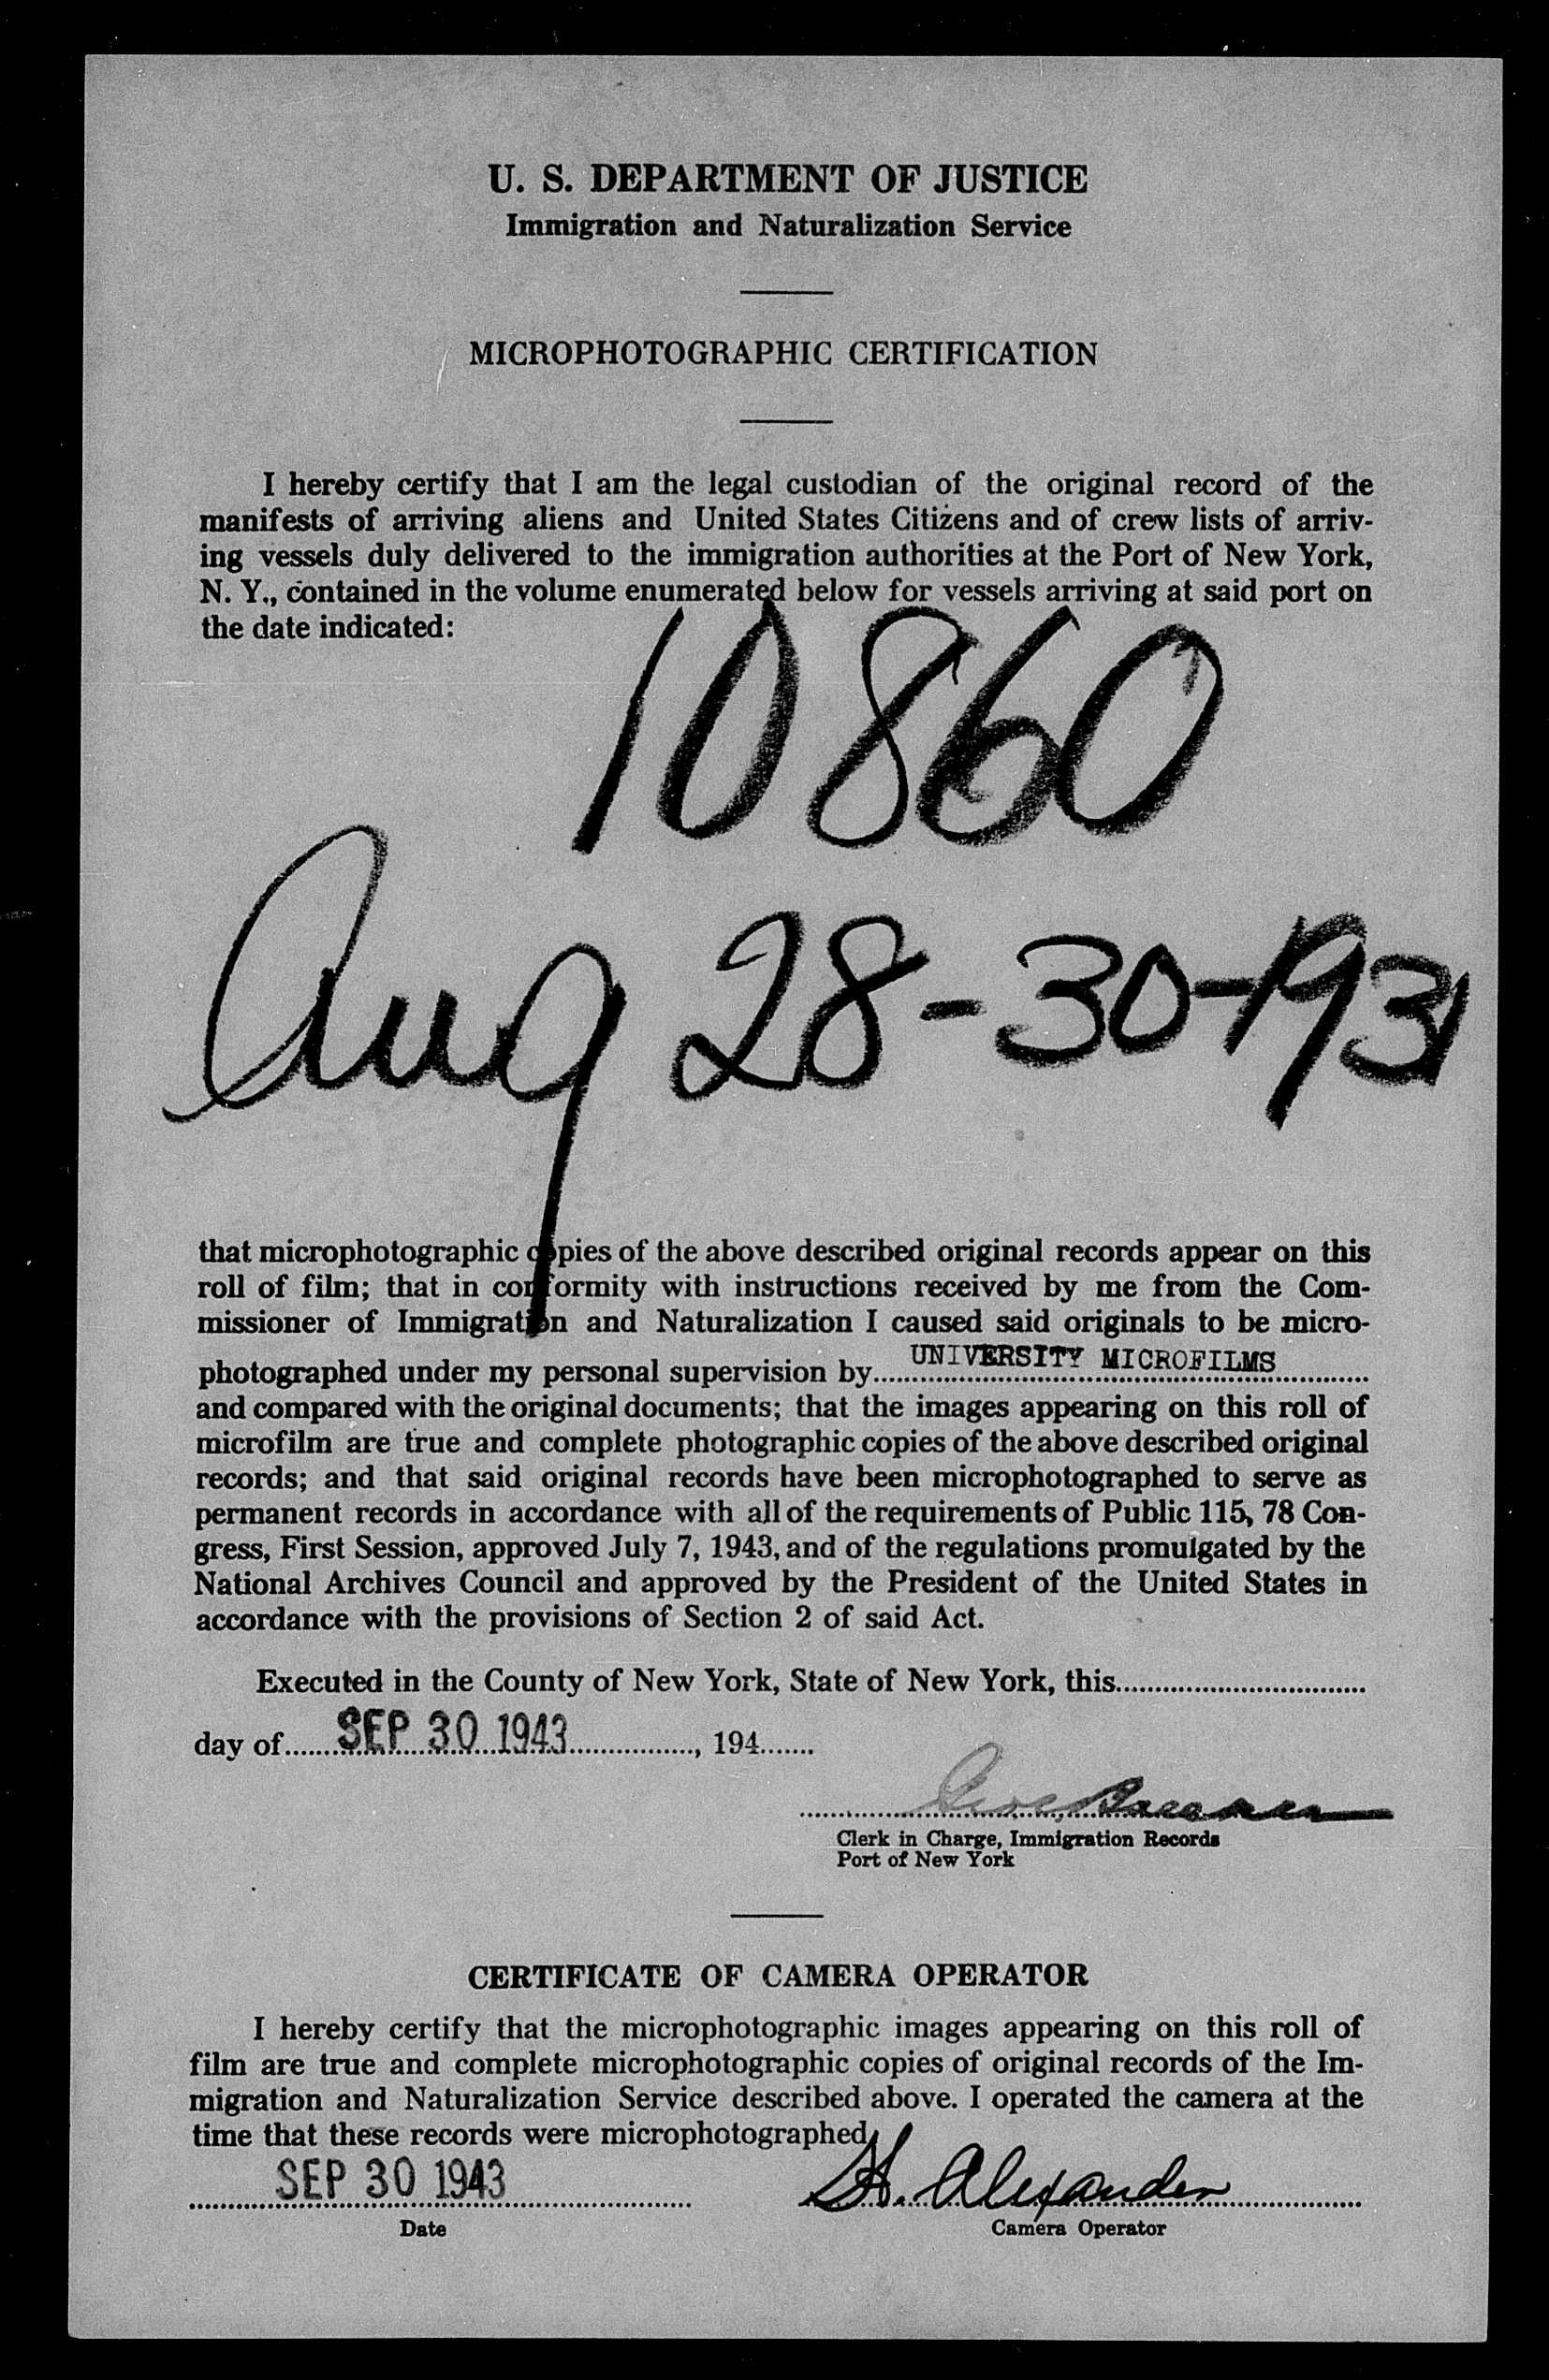 U. S. DEPARTMENT OF JUSTICE
Immigration and Naturalization Service
MICROPHOTOGRAPHIC CERTIFICATION
I hereby certify that I am the legal custodian of the original record of the
manifests of arriving aliens and United States Citizens and of crew lists of arriv-
ing vessels duly delivered to the immigration authorities at the Port of New York,
N. Y., contained in the volume enumerated below for vessels arriving at said port on
the date indicated:
10860
Aug 28-30-1931
that microphotographic copies of the above described original records appear on this
roll of film; that in conformity with instructions received by me from the Com-
missioner of Immigration and Naturalization I caused said originals to be micro-
photographed under my personal supervision by UNIVERSITY MICROFILMS
and compared with the original documents; that the images appearing on this roll of
microfilm are true and complete photographic copies of the above described original
records; and that said original records have been microphotographed to serve as
permanent records in accordance with all of the requirements of Public 115, 78 Con-
gress, First Session, approved July 7, 1943, and of the regulations promulgated by the
National Archives Council and approved by the President of the United States in
accordance with the provisions of Section 2 of said Act.
Executed in the County of New York, State of New York, this
day of SEP 30 1943, 194
Clerk in Charge, Immigration Records
Port of New York
CERTIFICATE OF CAMERA OPERATOR
I hereby certify that the microphotographic images appearing on this roll of
film are true and complete microphotographic copies of original records of the Im-
migration and Naturalization Service described above. I operated the camera at the
time that these records were microphotographed.
SEP 30 1943 H. Alexander
Date Camera Operator